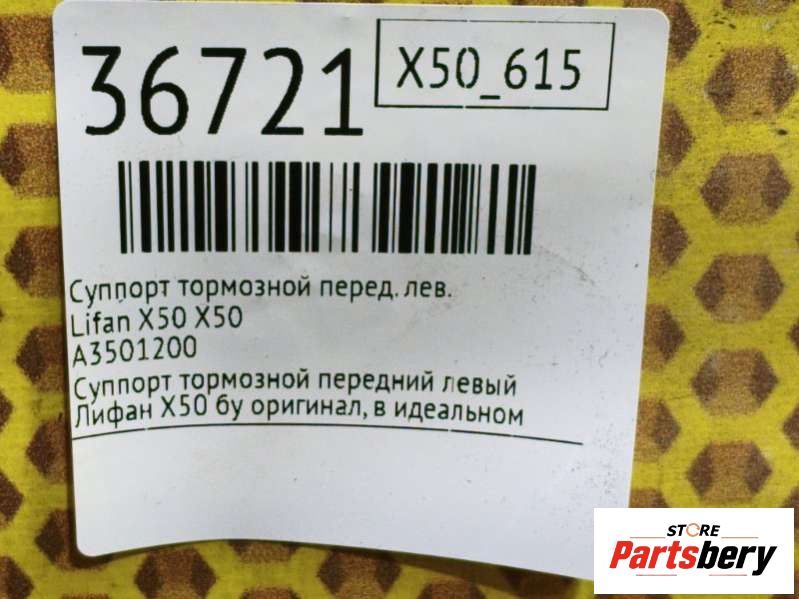 36721
X50_615
Суппорт тормозной перед. лев.
Lifan X50 X50
A3501200
Суппорт тормозной передний левый
Лифан Х50 бу оригинал, в идеальном
STORE
Partsbery